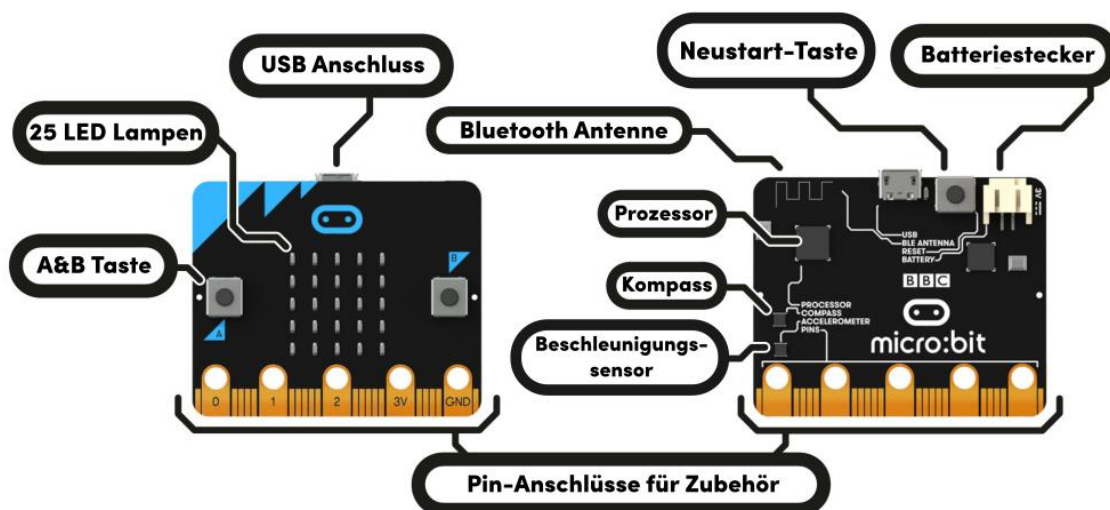 Neustart-Taste
Batteriestecker
USB Anschluss
25 LED Lampen
Bluetooth Antenne
Prozessor
A&B Taste
Kompass
Beschleunigungs-
sensor
B
A
0 1 2 3V GND
3V
USB
BLE ANTENNA
RESET
BATTERY
BBC
PROCESSOR
COMPASS
ACCELEROMETER
PINS
micro:bit
Pin-Anschlüsse für Zubehör